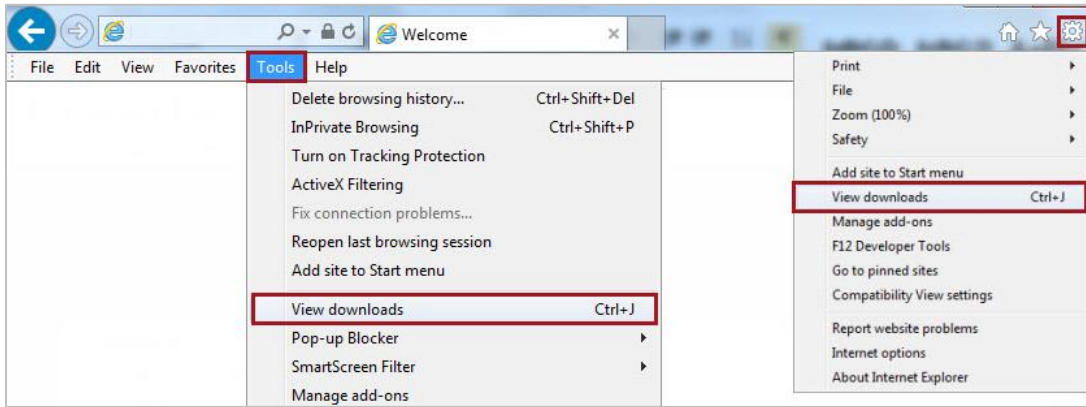 Welcome
File Edit View Favorites Tools Help
Delete browsing history... Ctrl+Shift+Del
InPrivate Browsing Ctrl+Shift+P
Turn on Tracking Protection
ActiveX Filtering
Fix connection problems...
Reopen last browsing session
Add site to Start menu
View downloads Ctrl+J
Pop-up Blocker
SmartScreen Filter
Manage add-ons
Print
File
Zoom (100%)
Safety
Add site to Start menu
View downloads Ctrl+J
Manage add-ons
F12 Developer Tools
Go to pinned sites
Compatibility View settings
Report website problems
Internet options
About Internet Explorer